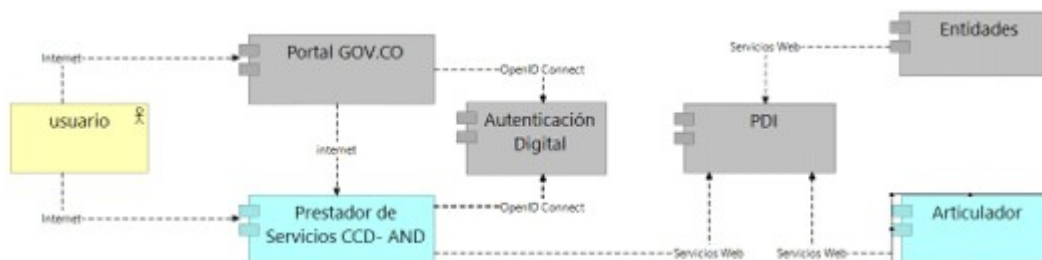 Portal GOV.CO
Entidades
Internet
Servicios Web
OpenID Connect
usuario
Autenticación
Digital
PDI
internet
Prestador de
Servicios CCD- AND
Internet
OpenID Connect
Articulador
Servicios Web
Servicios Web